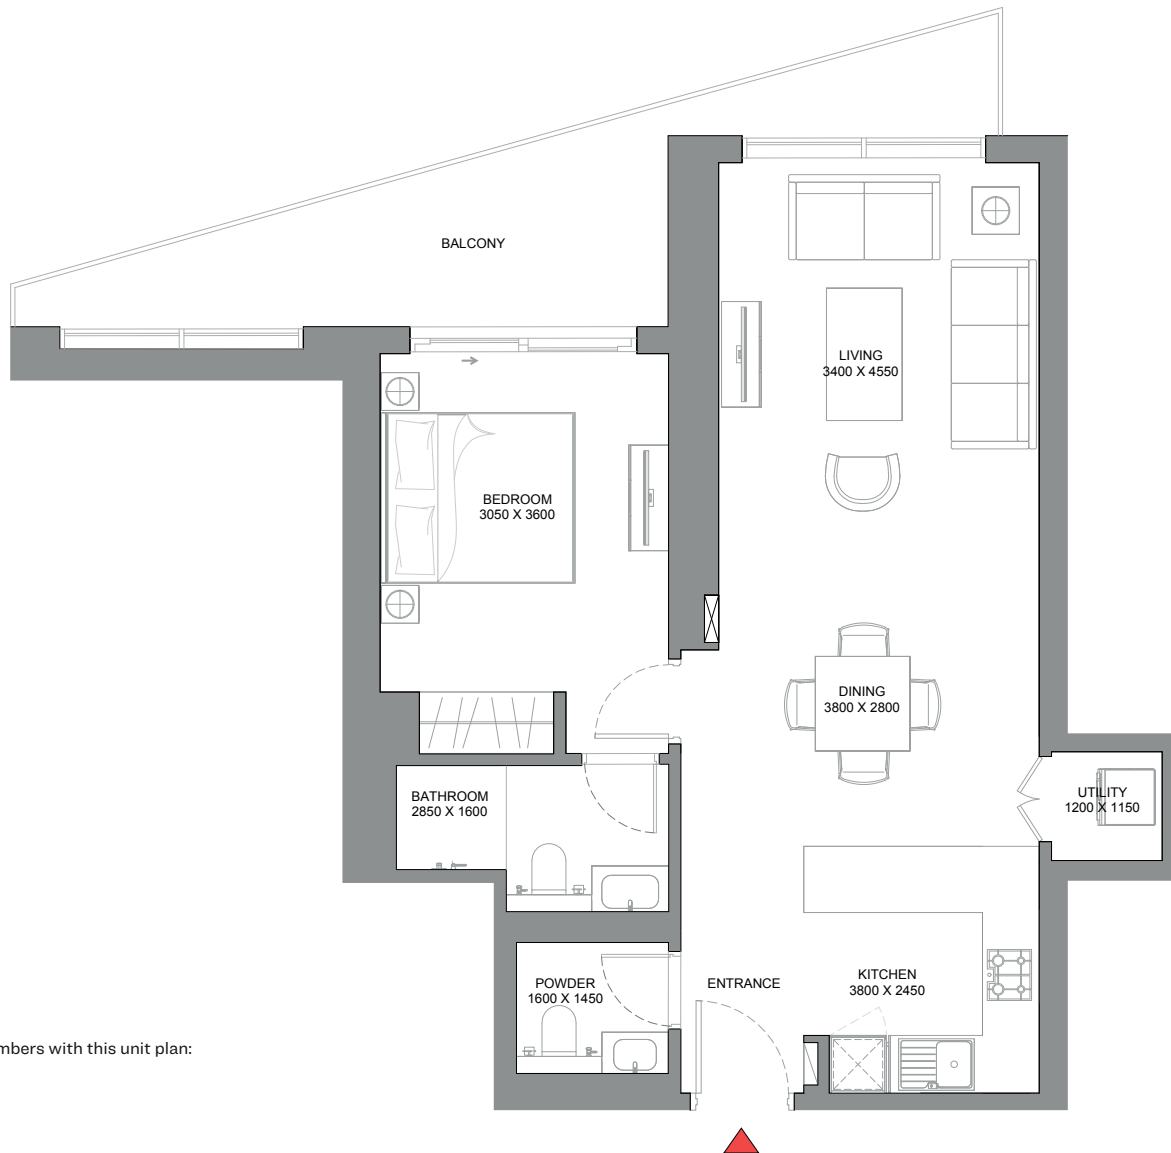 BALCONY
LIVING
3400 X 4550
BEDROOM
3050 X 3600
DINING
3800 X 2800
UTILITY
1200 X 1150
BATHROOM
2850 X 1600
KITCHEN
3800 X 2450
POWDER
1600 X 1450
ENTRANCE
mbers with this unit plan: